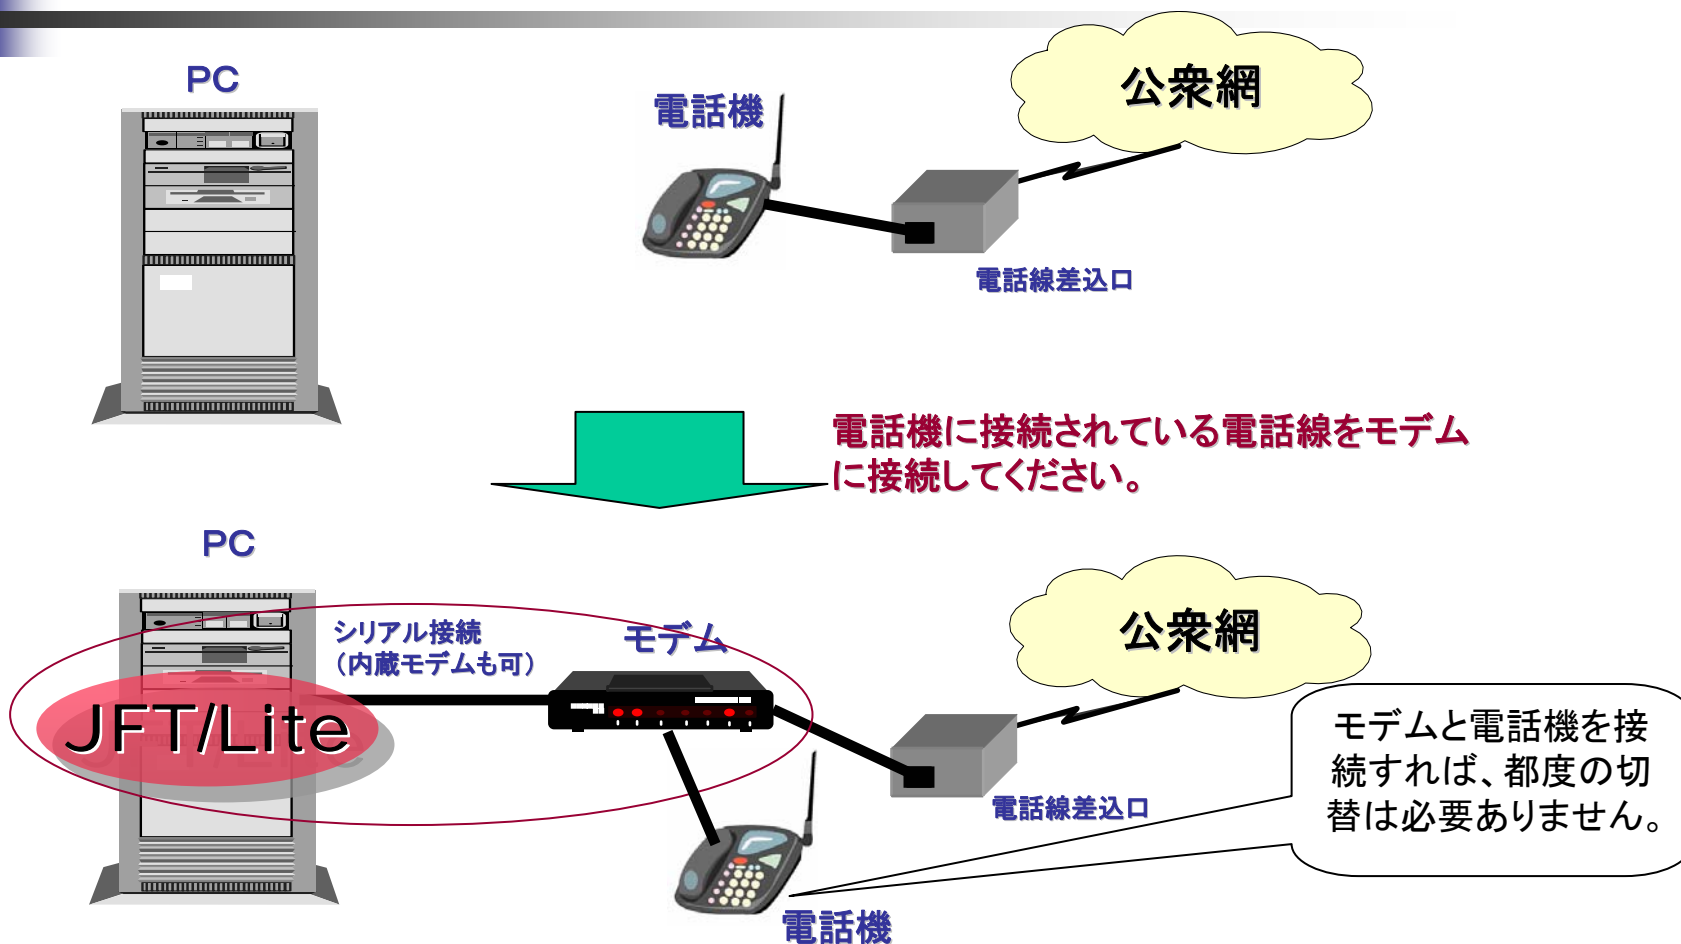 PC
電話機
公衆網
電話線差込口
電話機に接続されている電話線をモデム
に接続してください。
PC
シリアル接続
（内蔵モデムも可）
モデム
公衆網
JFT/Lite
モデムと電話機を接
続すれば、都度の切
替は必要ありません。
電話線差込口
電話機